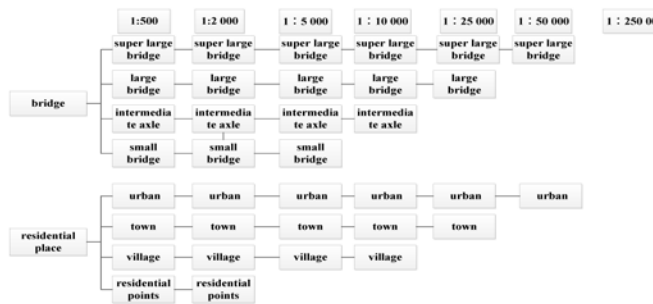 1:500 1:2 000 1：5 000 1：10 000 1：25 000 1：50 000 1：250
super large super large super large super large super large super large
bridge bridge bridge bridge bridge bridge
large large large large large
bridge bridge bridge bridge bridge
bridge
intermedia intermedia intermedia intermedia
te axle te axle te axle te axle
small small small
bridge bridge bridge
urban urban urban urban urban urban
town town town town town
residential
place
village village village village
residential residential
points points